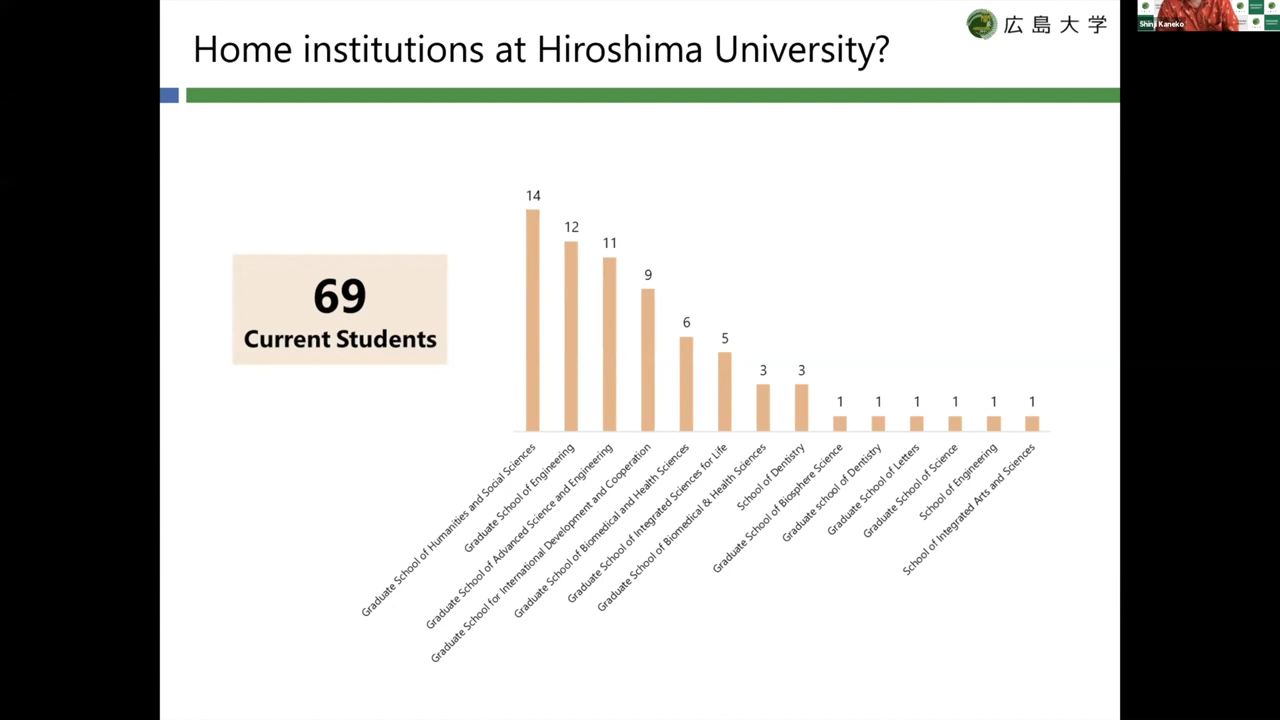 Home institutions at Hiroshima University?
広島大学
Shinji Kaneko
69
Current Students
14
12
11
9
6
5
3
3
1
1
1
1
1
1
Graduate School of Humanities and Social Sciences
Graduate School of Engineering
Graduate School of Advanced Science and Engineering
Graduate School for International Development and Cooperation
Graduate School of Biomedical and Health Sciences
Graduate School of Integrated Sciences for Life
Graduate School of Biomedical & Health Sciences
School of Dentistry
Graduate School of Biosphere Science
Graduate school of Dentistry
Graduate School of Letters
Graduate School of Science
School of Engineering
School of Integrated Arts and Sciences